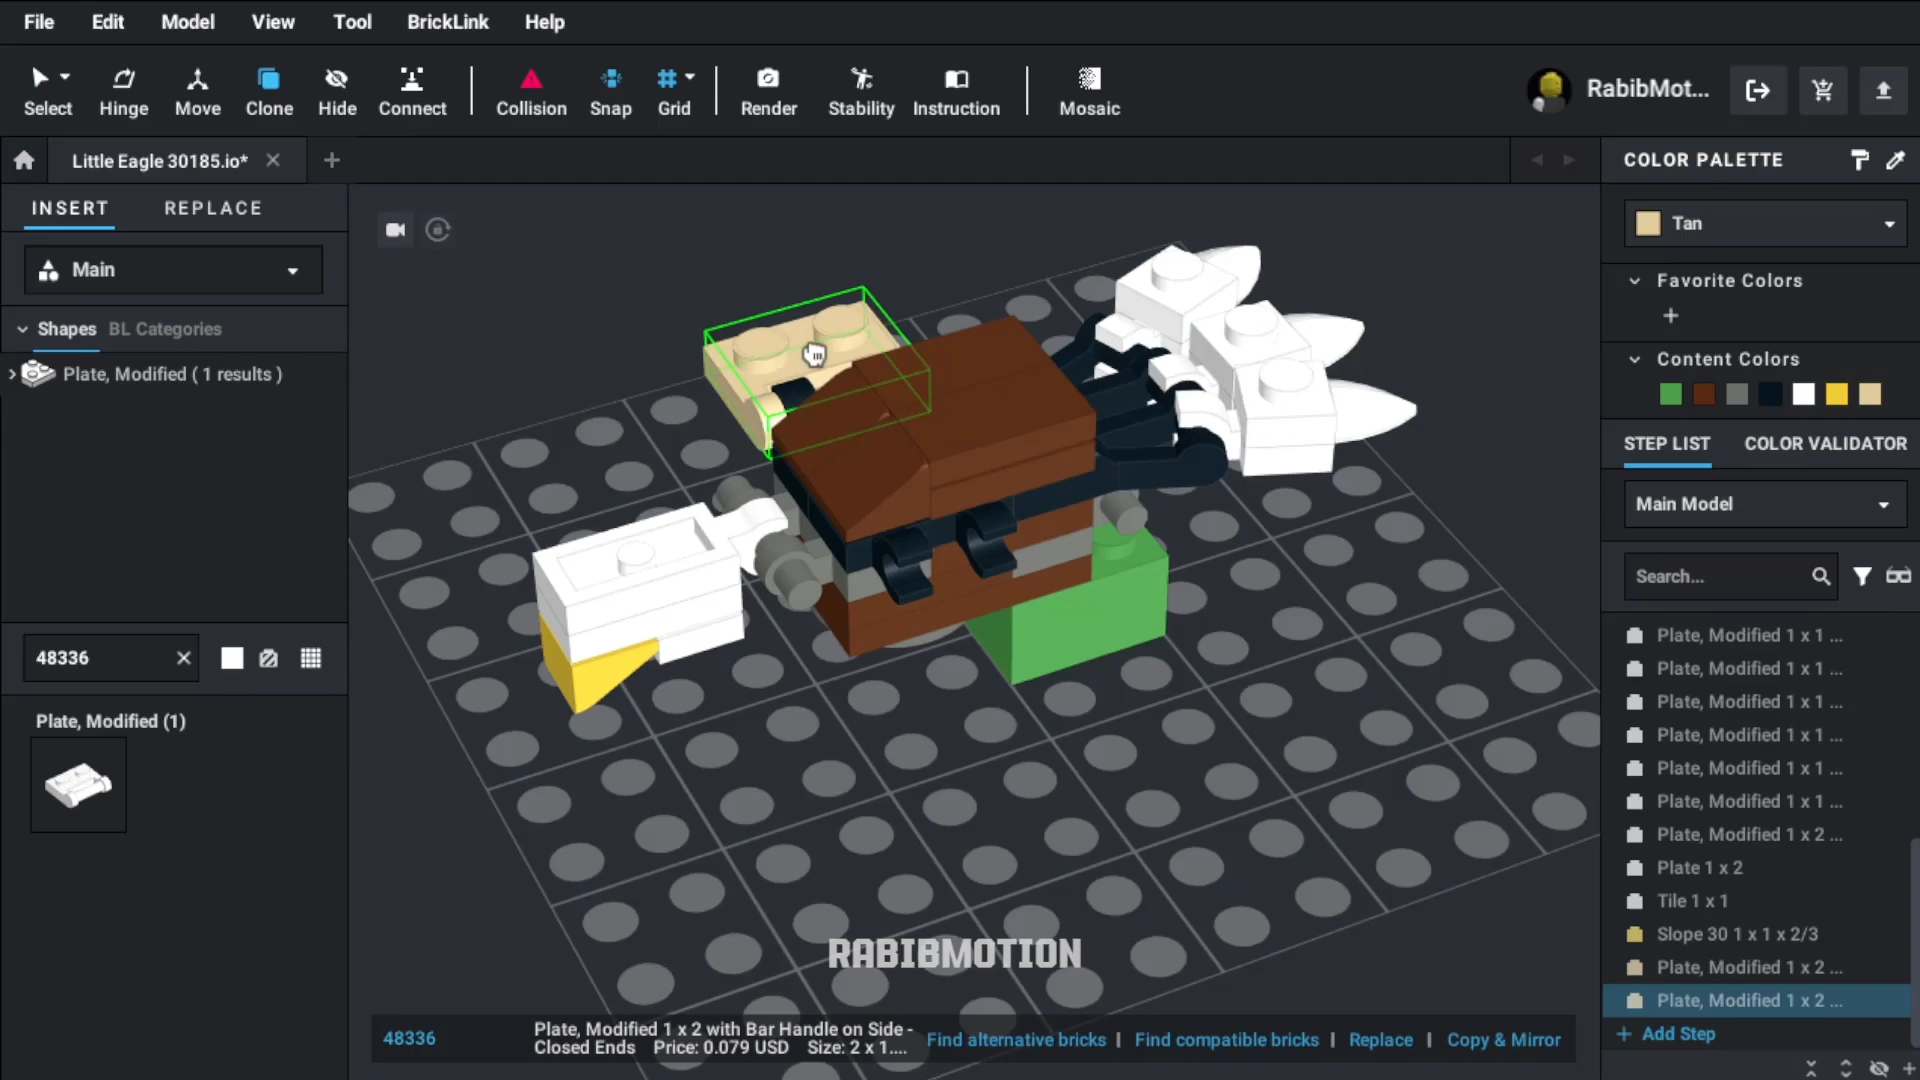 File Edit Model View Tool BrickLink Help
Select Hinge Move Clone Hide Connect Collision Snap Grid Render Stability Instruction Mosaic
RabibMot...
Little Eagle 30185.io*
INSERT REPLACE
Main
Shapes BL Categories
Plate, Modified ( 1 results )
48336
Plate, Modified (1)
RABIBMOTION
48336
Plate, Modified 1 x 2 with Bar Handle on Side -
Closed Ends Price: 0.079 USD Size: 2 x 1....
Find alternative bricks | Find compatible bricks | Replace | Copy & Mirror
COLOR PALETTE
Tan
Favorite Colors
Content Colors
STEP LIST COLOR VALIDATOR
Main Model
Search...
Plate, Modified 1 x 1 ...
Plate, Modified 1 x 1 ...
Plate, Modified 1 x 1 ...
Plate, Modified 1 x 1 ...
Plate, Modified 1 x 1 ...
Plate, Modified 1 x 1 ...
Plate, Modified 1 x 2 ...
Plate 1 x 2
Tile 1 x 1
Slope 30 1 x 1 x 2/3
Plate, Modified 1 x 2 ...
Plate, Modified 1 x 2 ...
+ Add Step